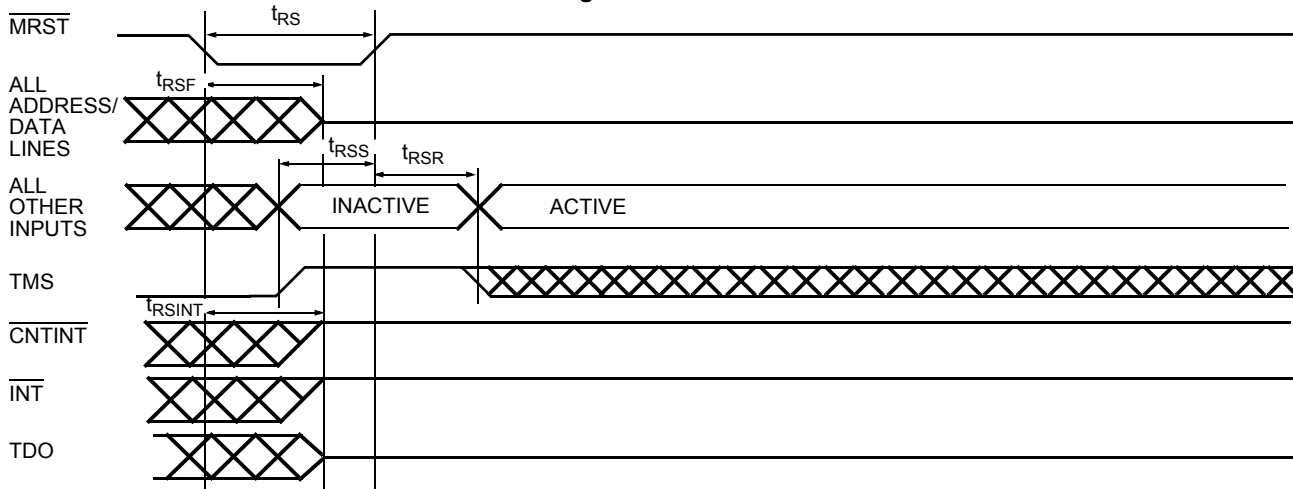 MRST
tRS
ALL
ADDRESS/
DATA
LINES
tRSF
tRSS
tRSR
ALL
OTHER
INPUTS
INACTIVE
ACTIVE
TMS
tRSINT
CNTINT
INT
TDO